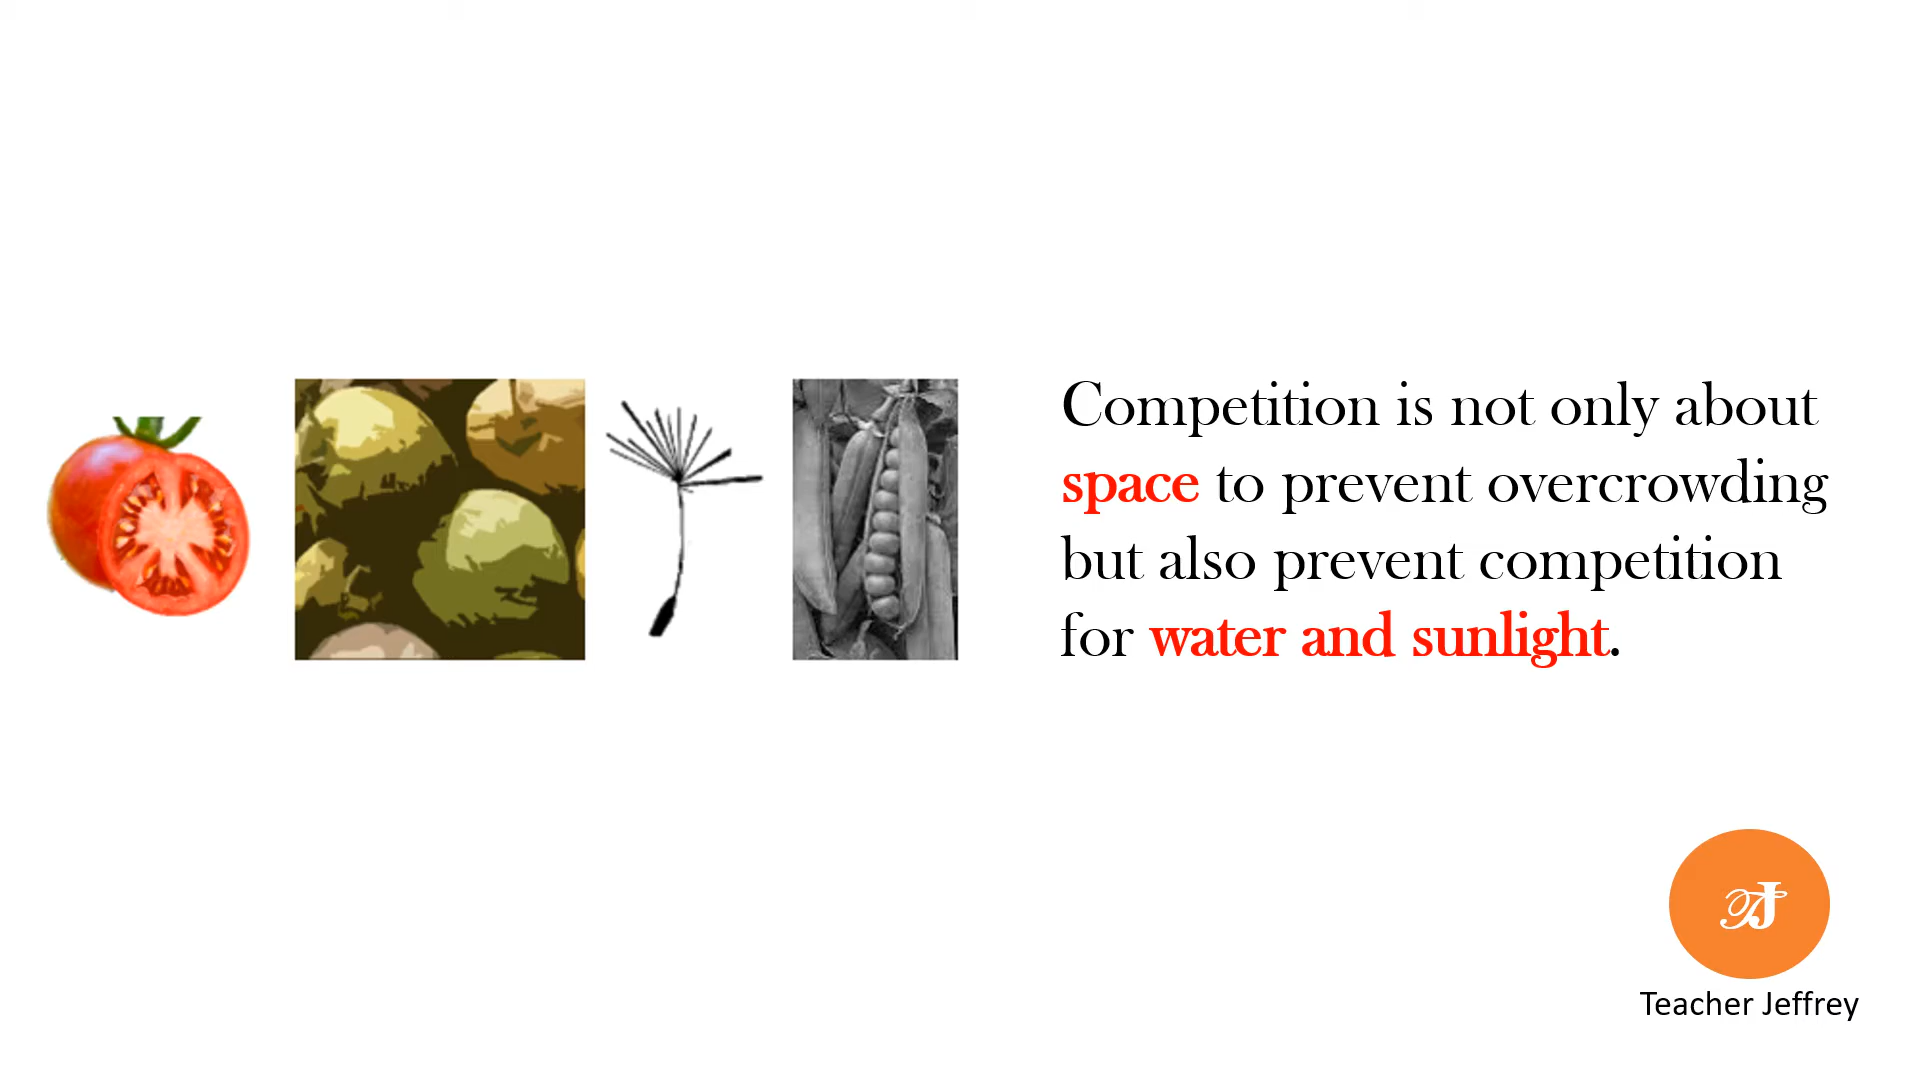 Competition is not only about
space to prevent overcrowding
but also prevent competition
for water and sunlight.
TJ
Teacher Jeffrey